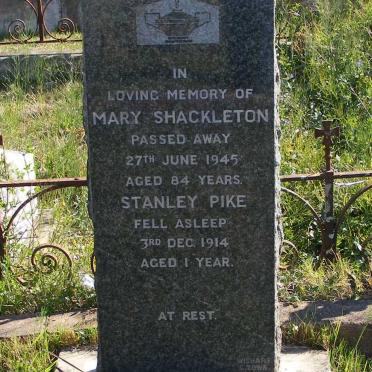 IN
LOVING MEMORY OF
MARY SHACKLETON
PASSED AWAY
27TH JUNE 1945
AGED 84 YEARS.
STANLEY PIKE
FELL ASLEEP
3RD DEC. 1914
AGED 1 YEAR.
AT REST.